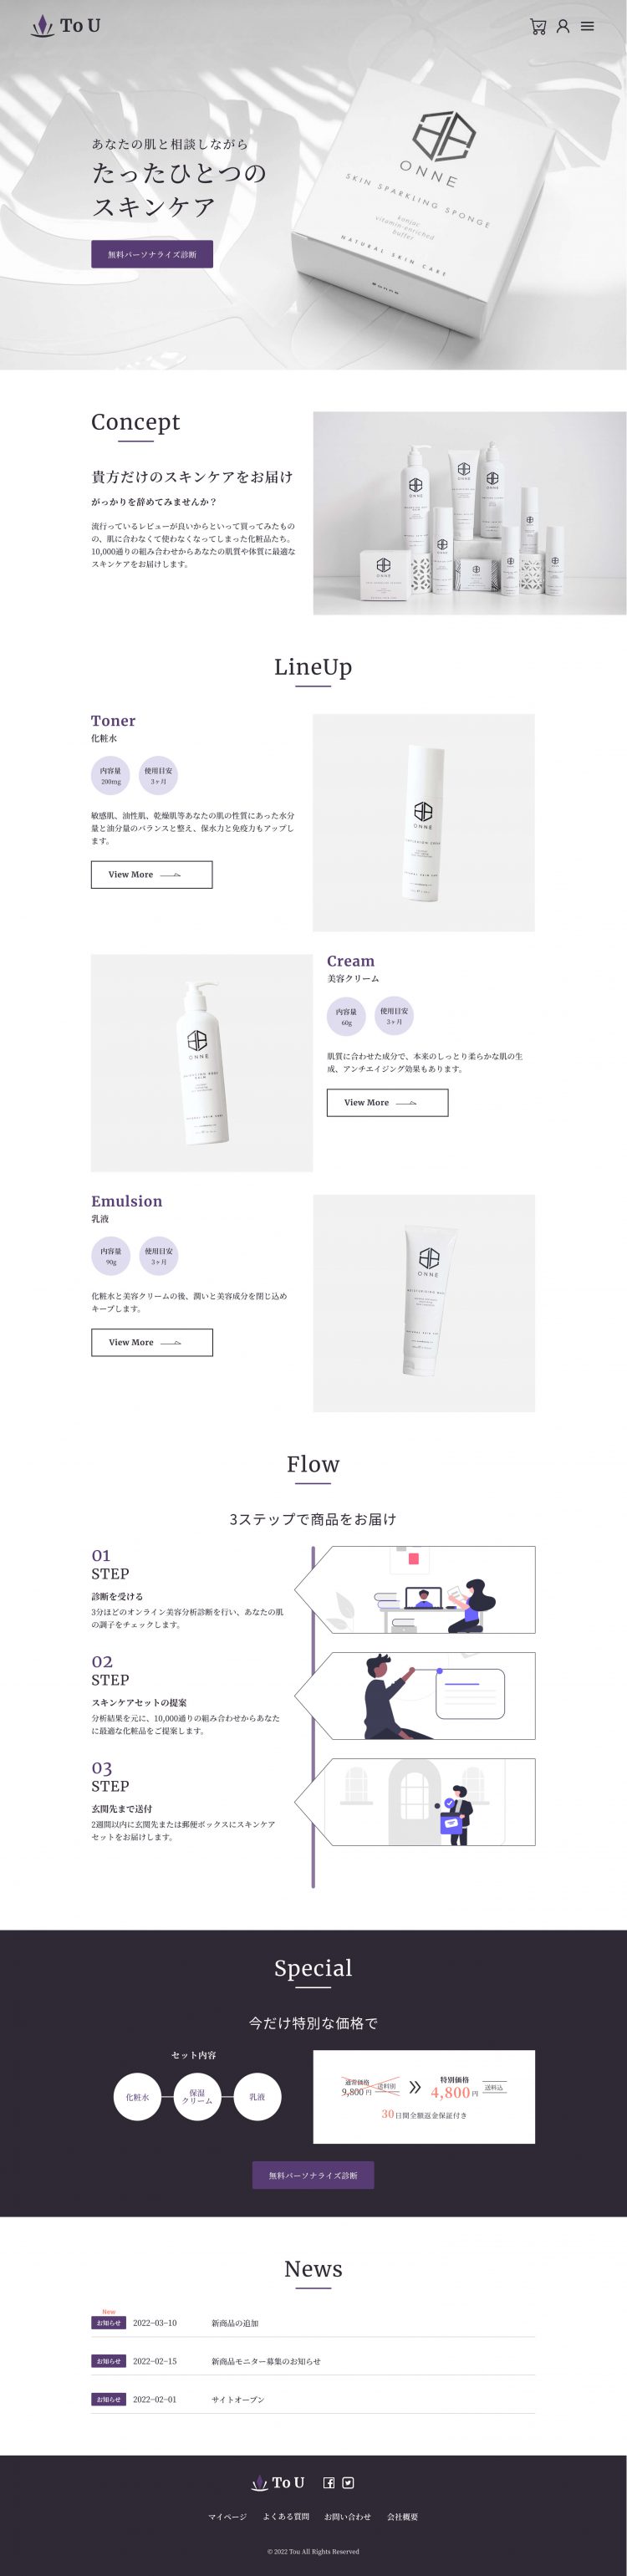 To U
あなたの肌と相談しながら
たったひとつの
スキンケア
無料パーソナライズ診断
ONNE
SKIN SPARKLING SPONGE
konjac
vitamin enriched
buffer
NATURAL SKIN CARE
Concept
貴方だけのスキンケアをお届け
がっかりを辞めてみませんか？
流行っているレビューが良いからといって買ってみたもの
の、肌に合わなくて使わなくなってしまった化粧品たち。
10,000通りの組み合わせからあなたの肌質や体質に最適な
スキンケアをお届けします。
LineUp
Toner
化粧水
内容量
200mg
使用目安
3ヶ月
敏感肌、油性肌、乾燥肌等あなたの肌の性質にあった水分
量と油分量のバランスと整え、保水力と免疫力もアップし
ます。
View More
ONNE
Cream
美容クリーム
内容量
60g
使用目安
3ヶ月
肌質に合わせた成分で、本来のしっとり柔らかな肌の生
成、アンチエイジング効果もあります。
View More
ONNE
Emulsion
乳液
内容量
90g
使用目安
3ヶ月
化粧水と美容クリームの後、潤いと美容成分を閉じ込め
キープします。
View More
ONNE
Flow
3ステップで商品をお届け
01
STEP
診断を受ける
3分ほどのオンライン美容分析診断を行い、あなたの肌
の調子をチェックします。
02
STEP
スキンケアセットの提案
分析結果を元に、10,000通りの組み合わせからあなた
に最適な化粧品をご提案します。
03
STEP
玄関先まで送付
2週間以内に玄関先または郵便ボックスにスキンケア
セットをお届けします。
Special
今だけ特別な価格で
セット内容
化粧水
保湿
クリーム
乳液
通常価格
9,800円
送料別
特別価格
4,800円
送料込
30日間全額返金保証付き
無料パーソナライズ診断
News
New
お知らせ 2022-03-10 新商品の追加
お知らせ 2022-02-15 新商品モニター募集のお知らせ
お知らせ 2022-02-01 サイトオープン
To U
マイページ よくある質問 お問い合わせ 会社概要
© 2022 Tou All Rights Reserved